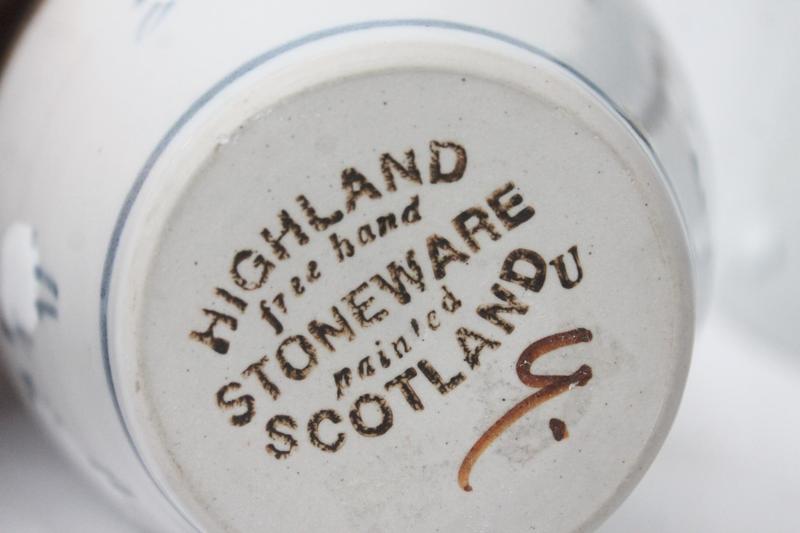 HIGHLAND
free hand
STONEWARE
painted
SCOTLAND U